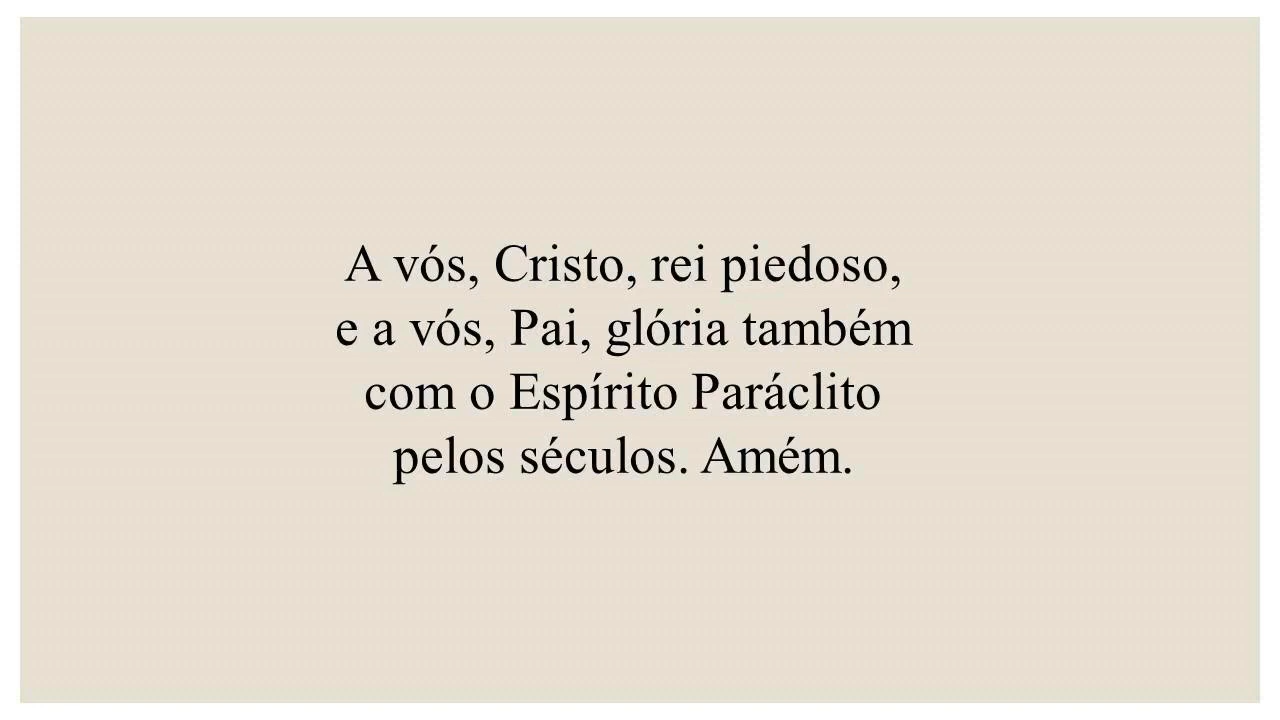 A vós, Cristo, rei piedoso,
e a vós, Pai, glória também
com o Espírito Paráclito
pelos séculos. Amém.